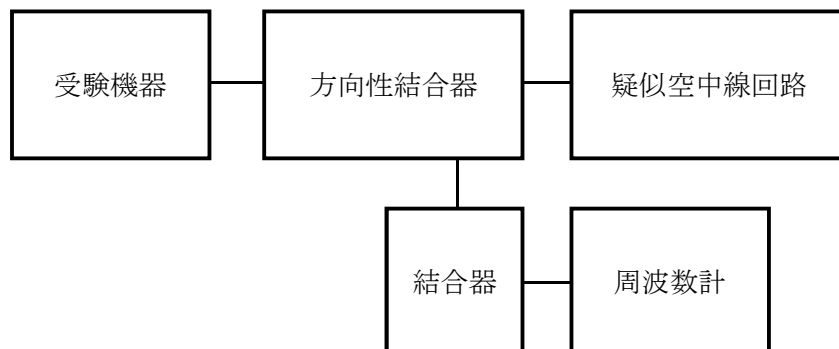 受験機器
方向性結合器
疑似空中線回路
結合器
周波数計